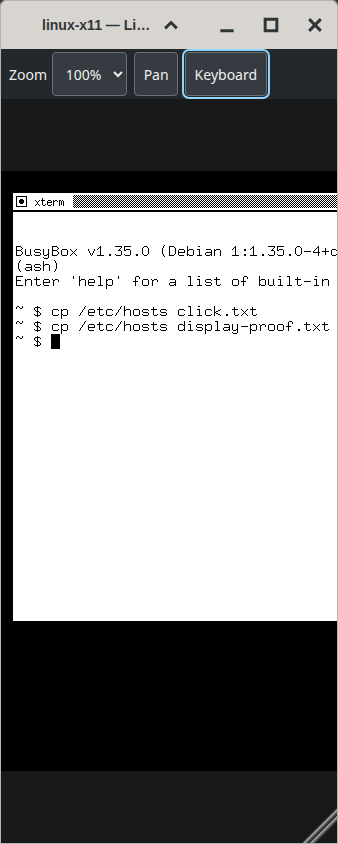 linux-x11 — Li...
Zoom 100% Pan Keyboard
xterm
BusyBox v1.35.0 (Debian 1:1.35.0-4+
(ash)
Enter 'help' for a list of built-in
~ $ cp /etc/hosts click.txt
~ $ cp /etc/hosts display-proof.txt
~ $